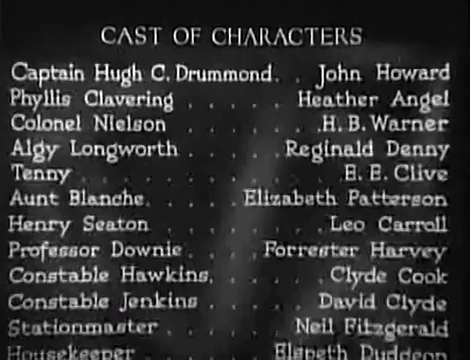 CAST OF CHARACTERS
Captain Hugh C. Drummond. . John Howard
Phyllis Clavering . . . . . Heather Angel
Colonel Nielson . . . . . . H. B. Warner
Algy Longworth . . . . . Reginald Denny
Tenny . . . . . . . . . . E. E. Clive
Aunt Blanche. . . . . Elizabeth Patterson
Henry Seaton . . . . . . . Leo Carroll
Professor Downie. . . . Forrester Harvey
Constable Hawkins. . . . . . Clyde Cook
Constable Jenkins . . . . . David Clyde
Stationmaster . . . . . . Neil Fitzgerald
Housekeeper . . . . . Elspeth Dudgeon